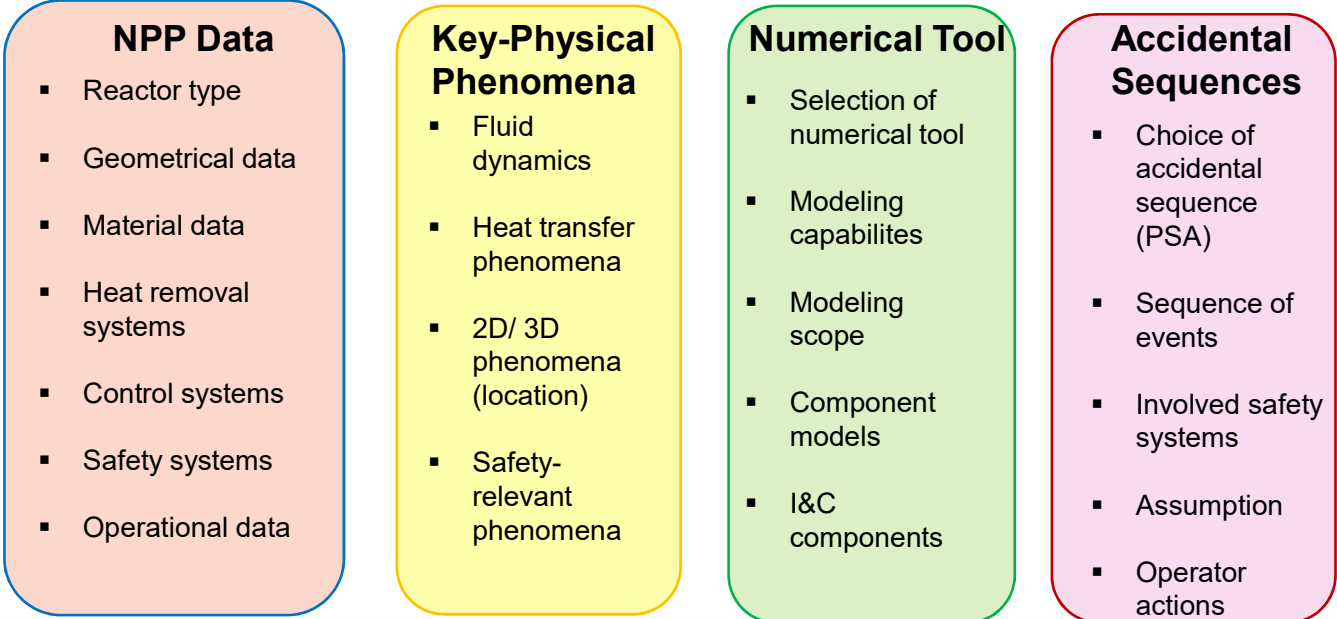 NPP Data
▪ Reactor type
▪ Geometrical data
▪ Material data
▪ Heat removal
systems
▪ Control systems
▪ Safety systems
▪ Operational data
Key-Physical
Phenomena
▪ Fluid
dynamics
▪ Heat transfer
phenomena
▪ 2D/ 3D
phenomena
(location)
▪ Safety-
relevant
phenomena
Numerical Tool
▪ Selection of
numerical tool
▪ Modeling
capabilites
▪ Modeling
scope
▪ Component
models
▪ I&C
components
Accidental
Sequences
▪ Choice of
accidental
sequence
(PSA)
▪ Sequence of
events
▪ Involved safety
systems
▪ Assumption
▪ Operator
actions